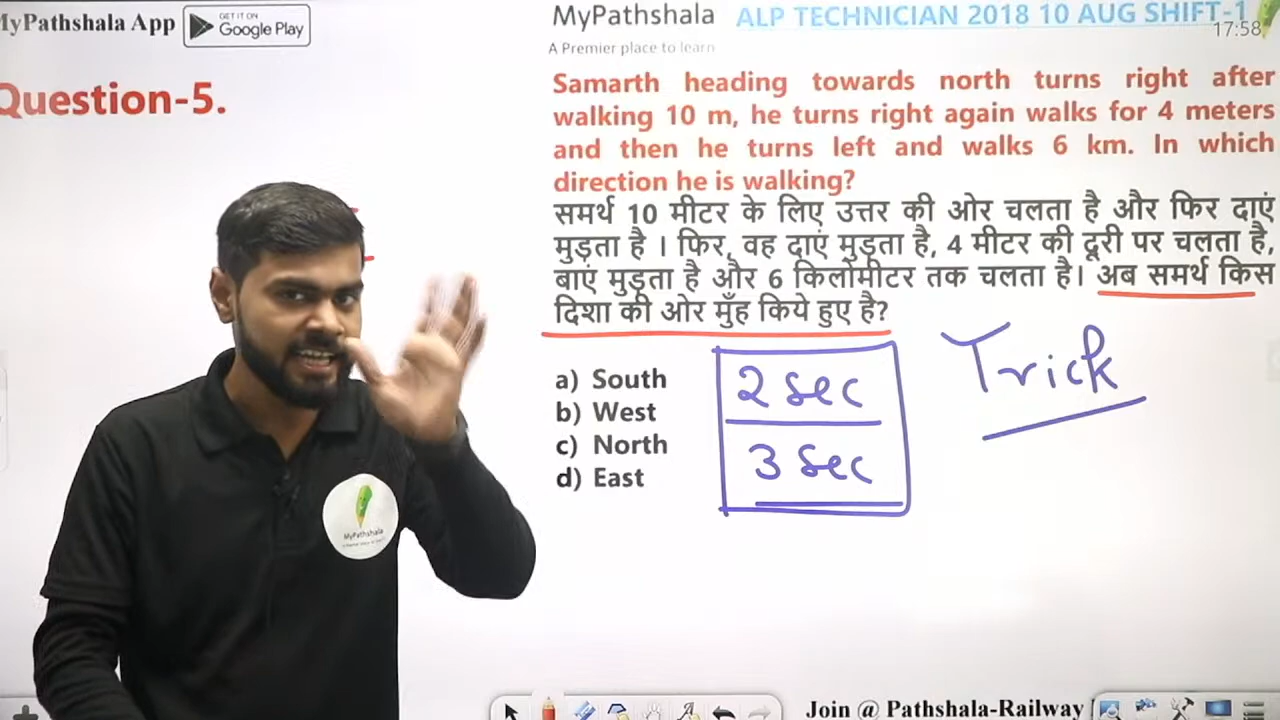 MyPathshala App
GET IT ON
Google Play
MyPathshala
A Premier place to learn
ALP TECHNICIAN 2018 10 AUG SHIFT-1
17:58
Question-5.
Samarth heading towards north turns right after
walking 10 m, he turns right again walks for 4 meters
and then he turns left and walks 6 km. In which
direction he is walking?
समर्थ 10 मीटर के लिए उत्तर की ओर चलता है और फिर दाएं
मुड़ता है । फिर, वह दाएं मुड़ता है, 4 मीटर की दूरी पर चलता है,
बाएं मुड़ता है और 6 किलोमीटर तक चलता है। अब समर्थ किस
दिशा की ओर मुँह किये हुए है?
a) South
b) West
c) North
d) East
2 sec
3 sec
Trick
MyPathshala
Join @ Pathshala-Railway